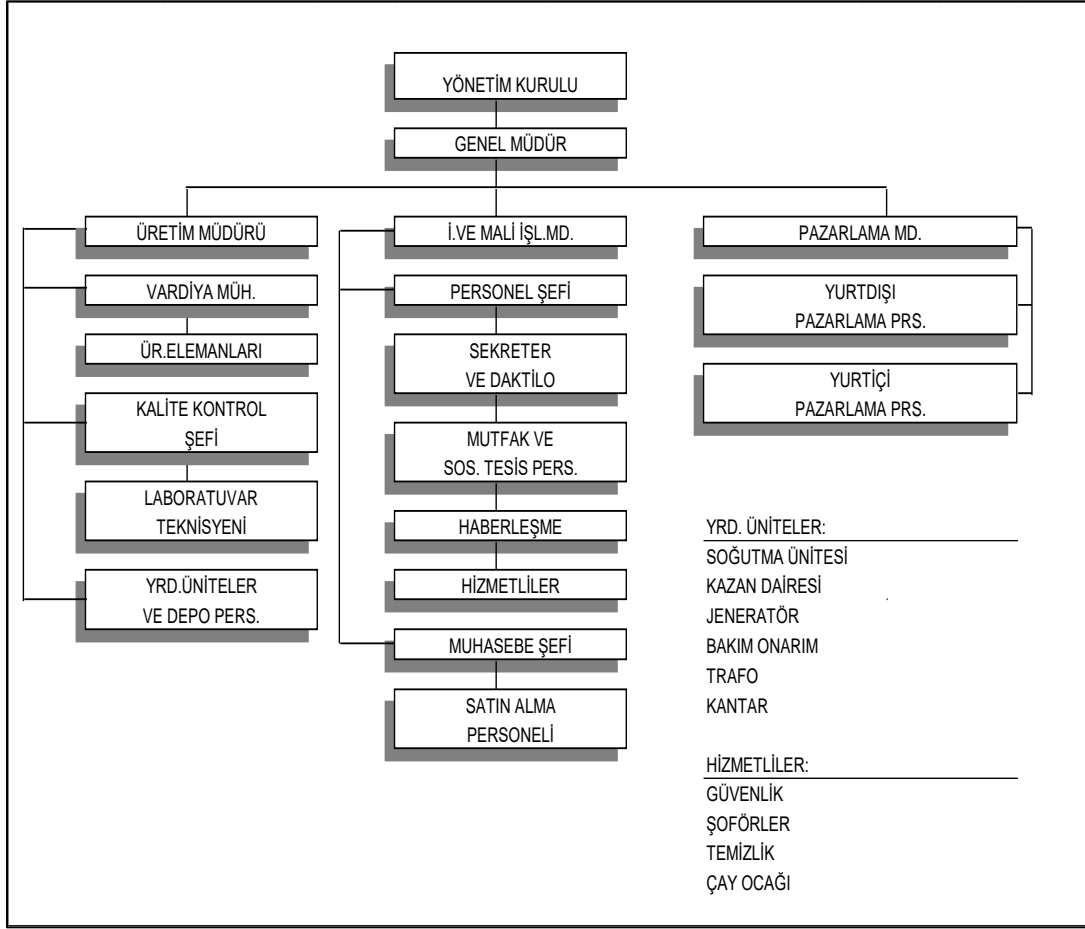 YÖNETİM KURULU
GENEL MÜDÜR
ÜRETİM MÜDÜRÜ
VARDİYA MÜH.
ÜR.ELEMANLARI
KALİTE KONTROL
ŞEFİ
LABORATUVAR
TEKNİSYENİ
YRD.ÜNİTELER
VE DEPO PERS.
İ.VE MALİ İŞL.MD.
PERSONEL ŞEFİ
SEKRETER
VE DAKTİLO
MUTFAK VE
SOS. TESİS PERS.
HABERLEŞME
HİZMETLİLER
MUHASEBE ŞEFİ
SATIN ALMA
PERSONELİ
PAZARLAMA MD.
YURTDIŞI
PAZARLAMA PRS.
YURTİÇİ
PAZARLAMA PRS.
YRD. ÜNİTELER:
SOĞUTMA ÜNİTESİ
KAZAN DAİRESİ
JENERATÖR
BAKIM ONARIM
TRAFO
KANTAR
HİZMETLİLER:
GÜVENLİK
ŞOFÖRLER
TEMİZLİK
ÇAY OCAĞI